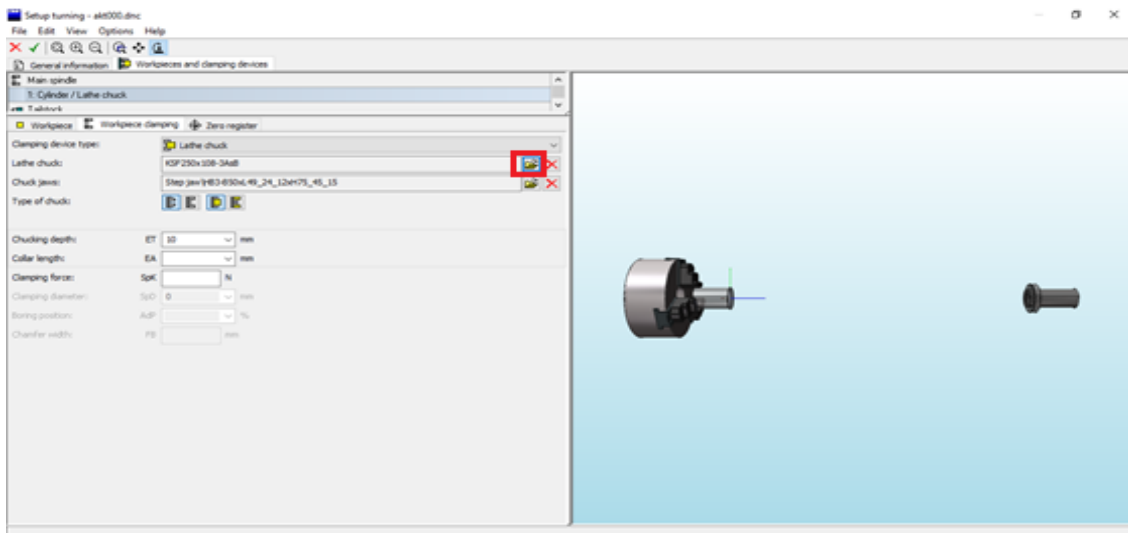 Setup turning - akt000.dmc
File Edit View Options Help
General information Workpieces and clamping devices
Main spindle
1: Cylinder / Lathe chuck
Tailstock
Workpiece Workpiece clamping Zero register
Clamping device type: Lathe chuck
Lathe chuck: KSF250x108-3AsB
Chuck jaws:
Type of chuck:
Chucking depth: ET 10 mm
Collar length: EA mm
Clamping force: SpK N
Clamping diameter: SpD 0 mm
Boring position: AdP %
Chamfer width: FB mm